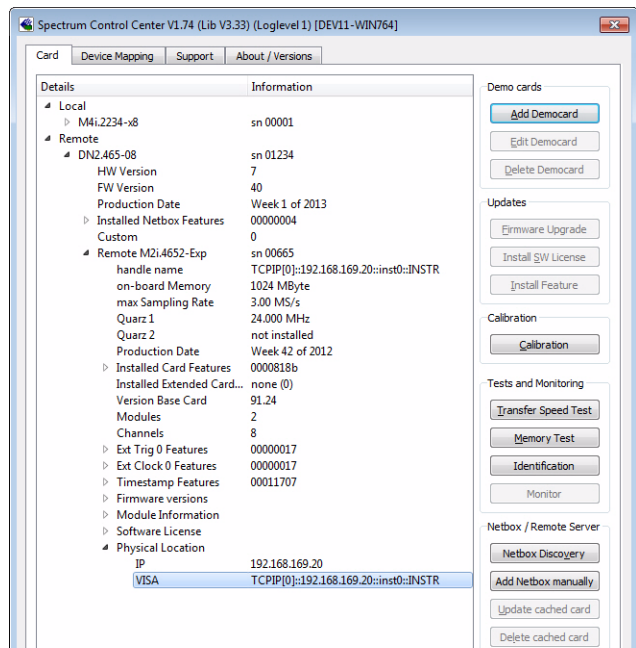 Spectrum Control Center V1.74 (Lib V3.33) (Loglevel 1) [DEV11-WIN764]
Card Device Mapping Support About / Versions
Details Information
Local
M4i.2234-x8 sn 00001
Remote
DN2.465-08 sn 01234
HW Version 7
FW Version 40
Production Date Week 1 of 2013
Installed Netbox Features 00000004
Custom 0
Remote M2i.4652-Exp sn 00665
handle name TCPIP[0]::192.168.169.20::inst0::INSTR
on-board Memory 1024 MByte
max Sampling Rate 3.00 MS/s
Quarz 1 24.000 MHz
Quarz 2 not installed
Production Date Week 42 of 2012
Installed Card Features 0000818b
Installed Extended Card... none (0)
Version Base Card 91.24
Modules 2
Channels 8
Ext Trig 0 Features 00000017
Ext Clock 0 Features 00000017
Timestamp Features 00011707
Firmware versions
Module Information
Software License
Physical Location
IP 192.168.169.20
VISA TCPIP[0]::192.168.169.20::inst0::INSTR
Demo cards
Add Democard
Edit Democard
Delete Democard
Updates
Firmware Upgrade
Install SW License
Install Feature
Calibration
Calibration
Tests and Monitoring
Transfer Speed Test
Memory Test
Identification
Monitor
Netbox / Remote Server
Netbox Discovery
Add Netbox manually
Update cached card
Delete cached card